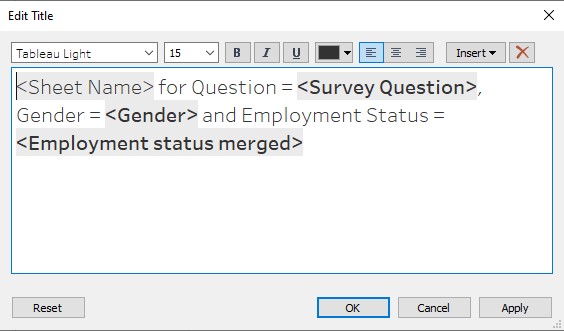 Edit Title
Tableau Light 15 B I U Insert
<Sheet Name> for Question = <Survey Question>,
Gender = <Gender> and Employment Status =
<Employment status merged>
Reset OK Cancel Apply